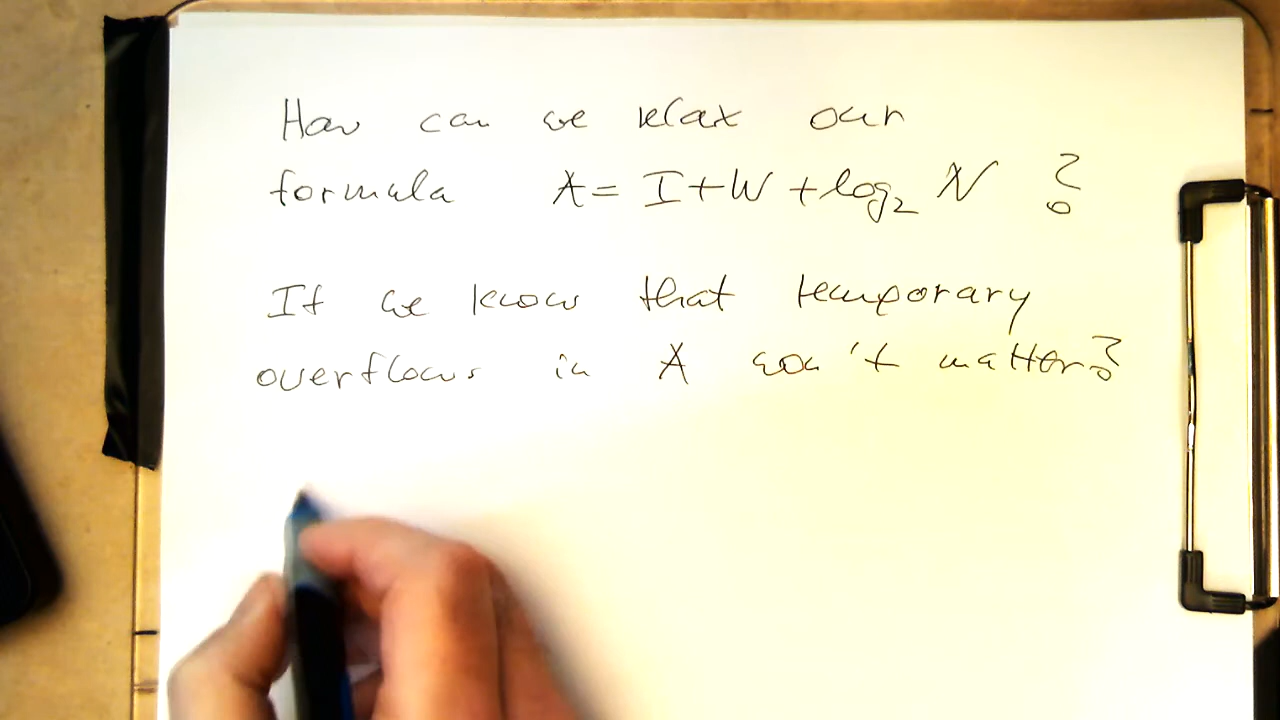 How can we relax our
formula A = I + W + log₂ N ?
If we know that temporary
overflows in A won't matter?